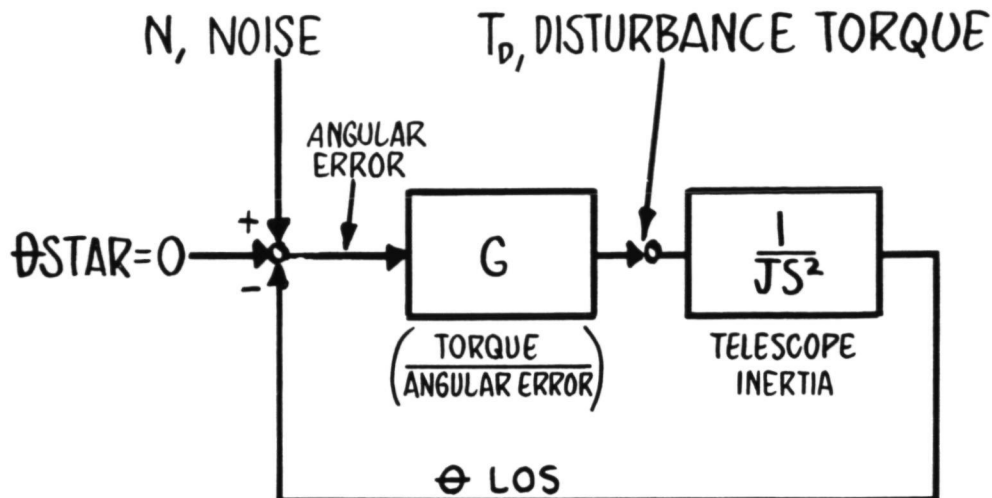 N, NOISE
T_D, DISTURBANCE TORQUE
ANGULAR
ERROR
+
θSTAR=0
-
G
1
JS²
(TORQUE
ANGULAR ERROR)
TELESCOPE
INERTIA
θ LOS